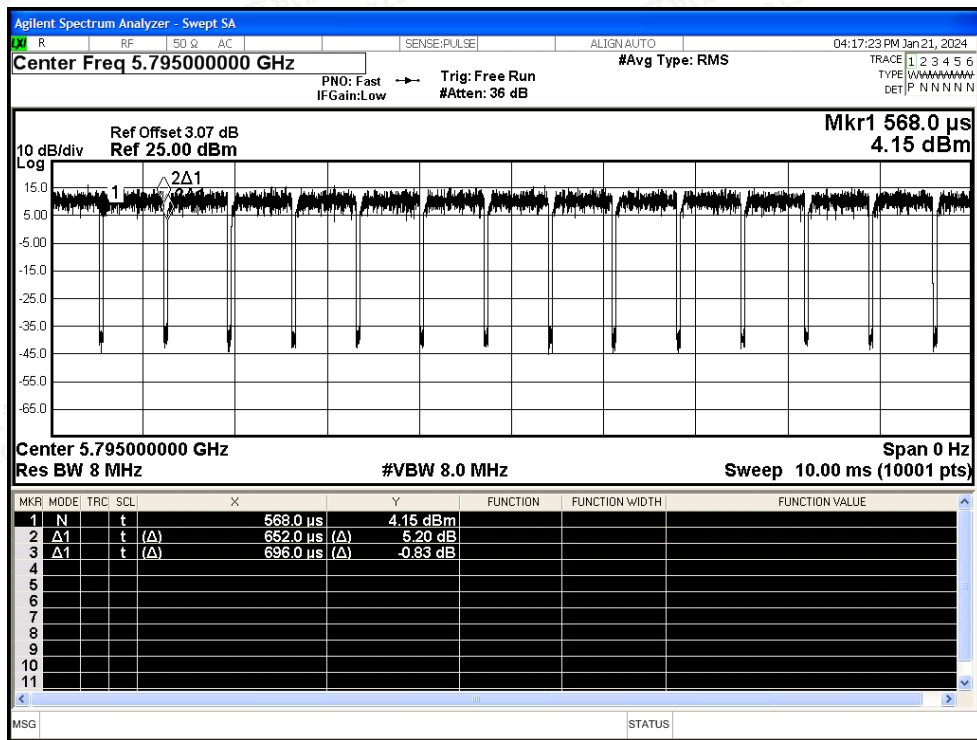 Agilent Spectrum Analyzer - Swept SA
LXI R RF 50 Ω AC SENSE:PULSE ALIGN AUTO 04:17:23 PM Jan 21, 2024
Center Freq 5.795000000 GHz #Avg Type: RMS TRACE 1 2 3 4 5 6
PNO: Fast Trig: Free Run TYPE WWWWWW
IFGain:Low #Atten: 36 dB DET P N N N N N
Mkr1 568.0 µs
Ref Offset 3.07 dB
10 dB/div Ref 25.00 dBm 4.15 dBm
Log
2Δ1
15.0 1
5.00
-5.00
-15.0
-25.0
-35.0
-45.0
-55.0
-65.0
Center 5.795000000 GHz Span 0 Hz
Res BW 8 MHz #VBW 8.0 MHz Sweep 10.00 ms (10001 pts)
MKR MODE TRC SCL X Y FUNCTION FUNCTION WIDTH FUNCTION VALUE
1 N t 568.0 µs 4.15 dBm
2 Δ1 t (Δ) 652.0 µs (Δ) 5.20 dB
3 Δ1 t (Δ) 696.0 µs (Δ) -0.83 dB
4
5
6
7
8
9
10
11
MSG STATUS